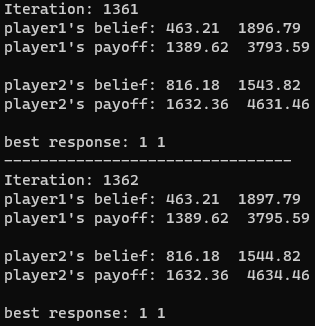 Iteration: 1361
player1's belief: 463.21  1896.79
player1's payoff: 1389.62  3793.59
player2's belief: 816.18  1543.82
player2's payoff: 1632.36  4631.46
best response: 1 1
--------------------------------
Iteration: 1362
player1's belief: 463.21  1897.79
player1's payoff: 1389.62  3795.59
player2's belief: 816.18  1544.82
player2's payoff: 1632.36  4634.46
best response: 1 1